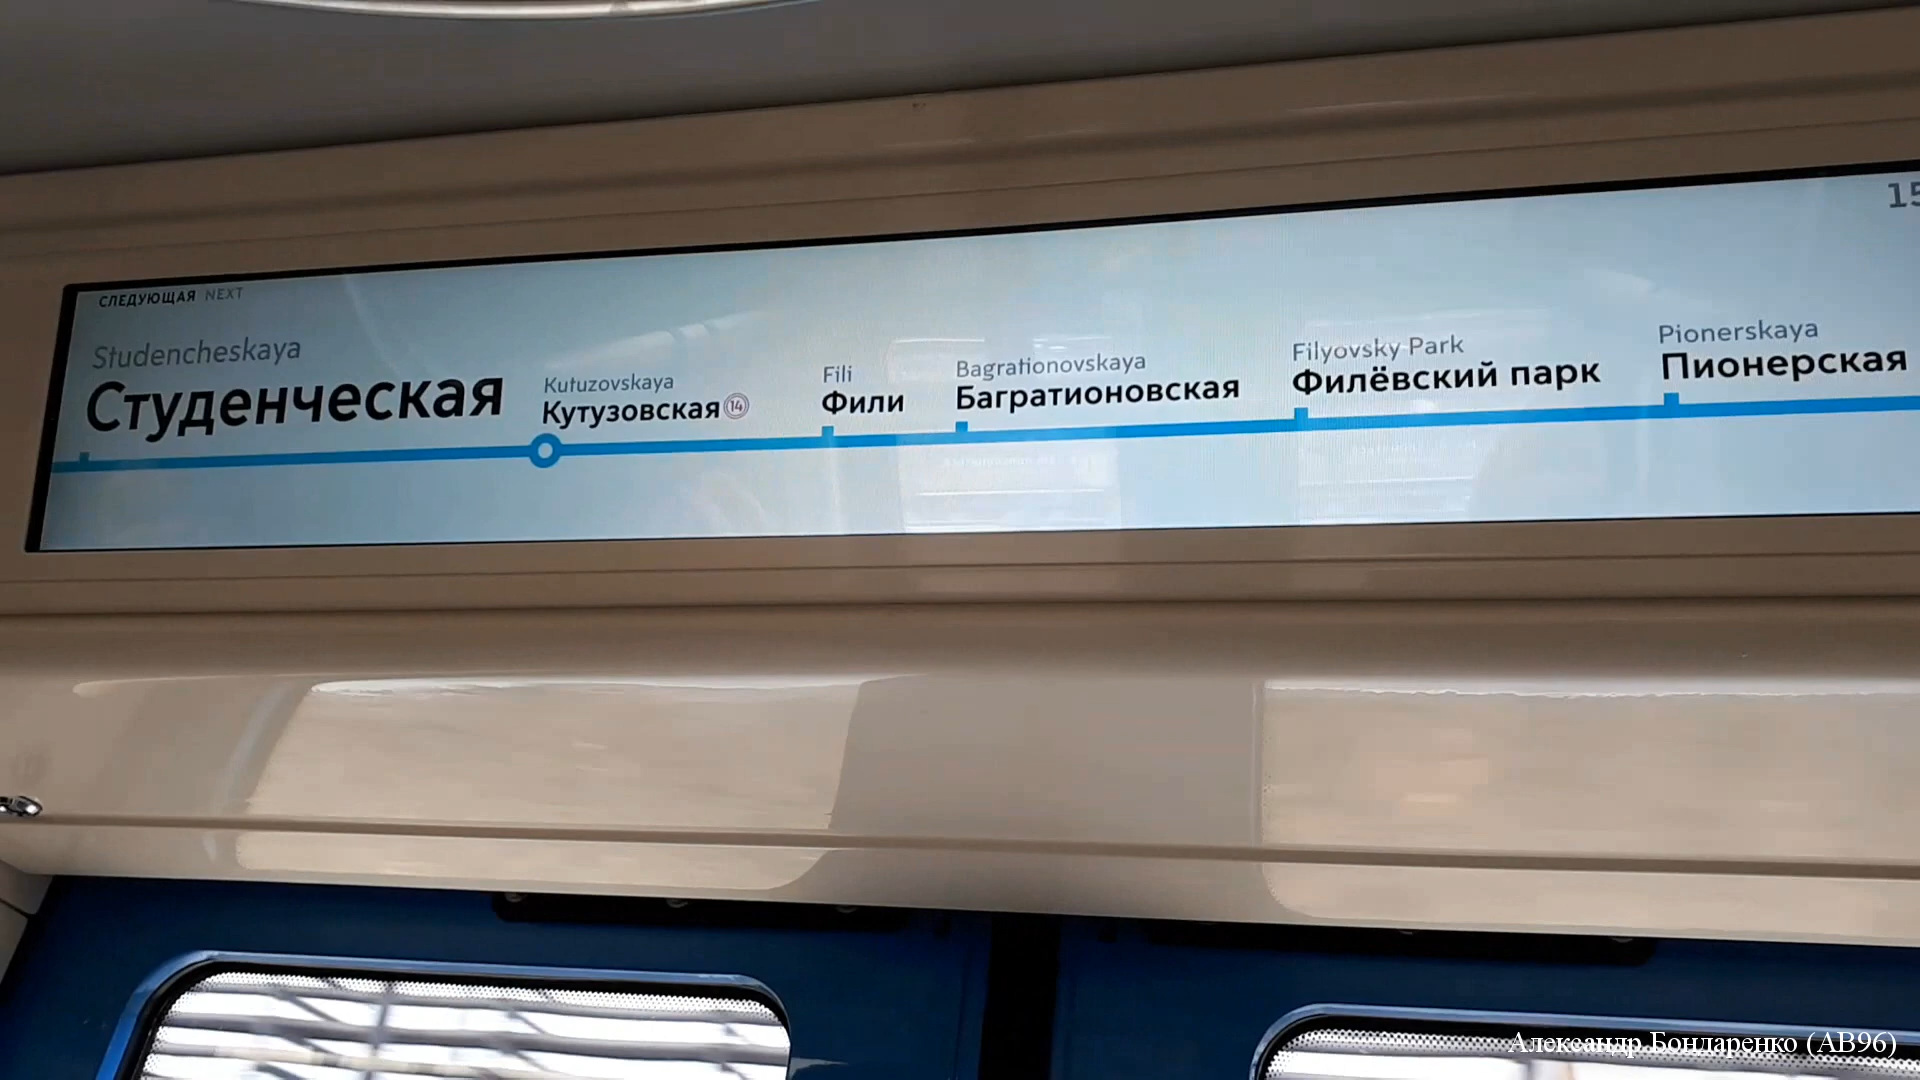 15
СЛЕДУЮЩАЯ NEXT
Studencheskaya
Студенческая
Kutuzovskaya
Кутузовская 14
Fili
Фили
Bagrationovskaya
Багратионовская
Filyovsky Park
Филёвский парк
Pionerskaya
Пионерская
Александр Бондаренко (АВ96)